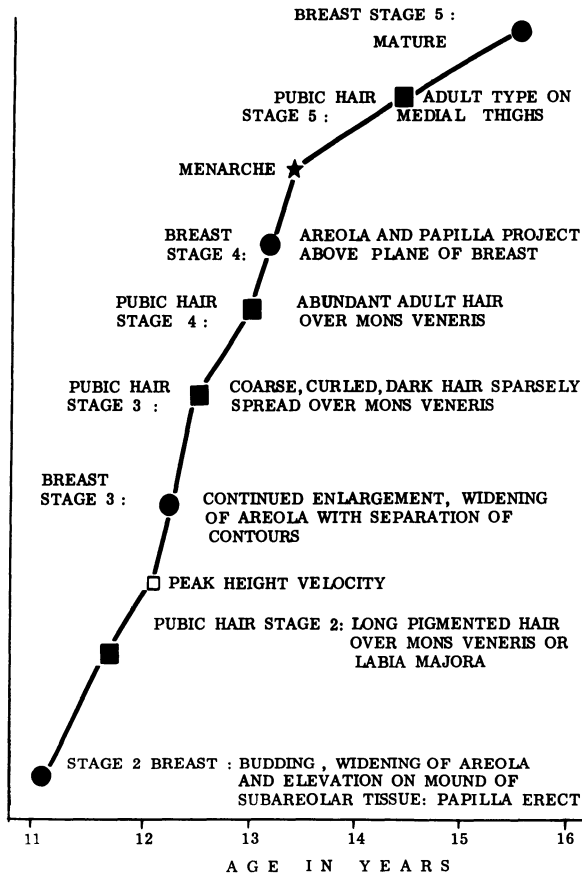 BREAST STAGE 5 :
MATURE
PUBIC HAIR
STAGE 5 :
ADULT TYPE ON
MEDIAL THIGHS
MENARCHE
BREAST
STAGE 4:
AREOLA AND PAPILLA PROJECT
ABOVE PLANE OF BREAST
PUBIC HAIR
STAGE 4 :
ABUNDANT ADULT HAIR
OVER MONS VENERIS
PUBIC HAIR
STAGE 3 :
COARSE, CURLED, DARK HAIR SPARSELY
SPREAD OVER MONS VENERIS
BREAST
STAGE 3 :
CONTINUED ENLARGEMENT, WIDENING
OF AREOLA WITH SEPARATION OF
CONTOURS
PEAK HEIGHT VELOCITY
PUBIC HAIR STAGE 2: LONG PIGMENTED HAIR
OVER MONS VENERIS OR
LABIA MAJORA
STAGE 2 BREAST : BUDDING , WIDENING OF AREOLA
AND ELEVATION ON MOUND OF
SUBAREOLAR TISSUE: PAPILLA ERECT
11 12 13 14 15 16
AGE IN YEARS